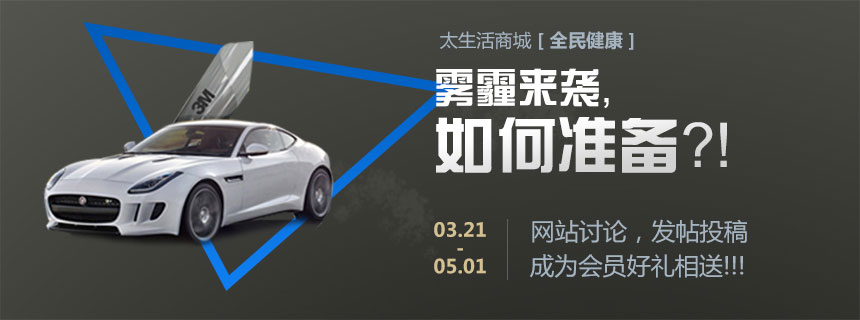 太生活商城 [ 全民健康 ]
雾霾来袭,
如何准备?!
3M
03.21
-
05.01
网站讨论，发帖投稿
成为会员好礼相送!!!